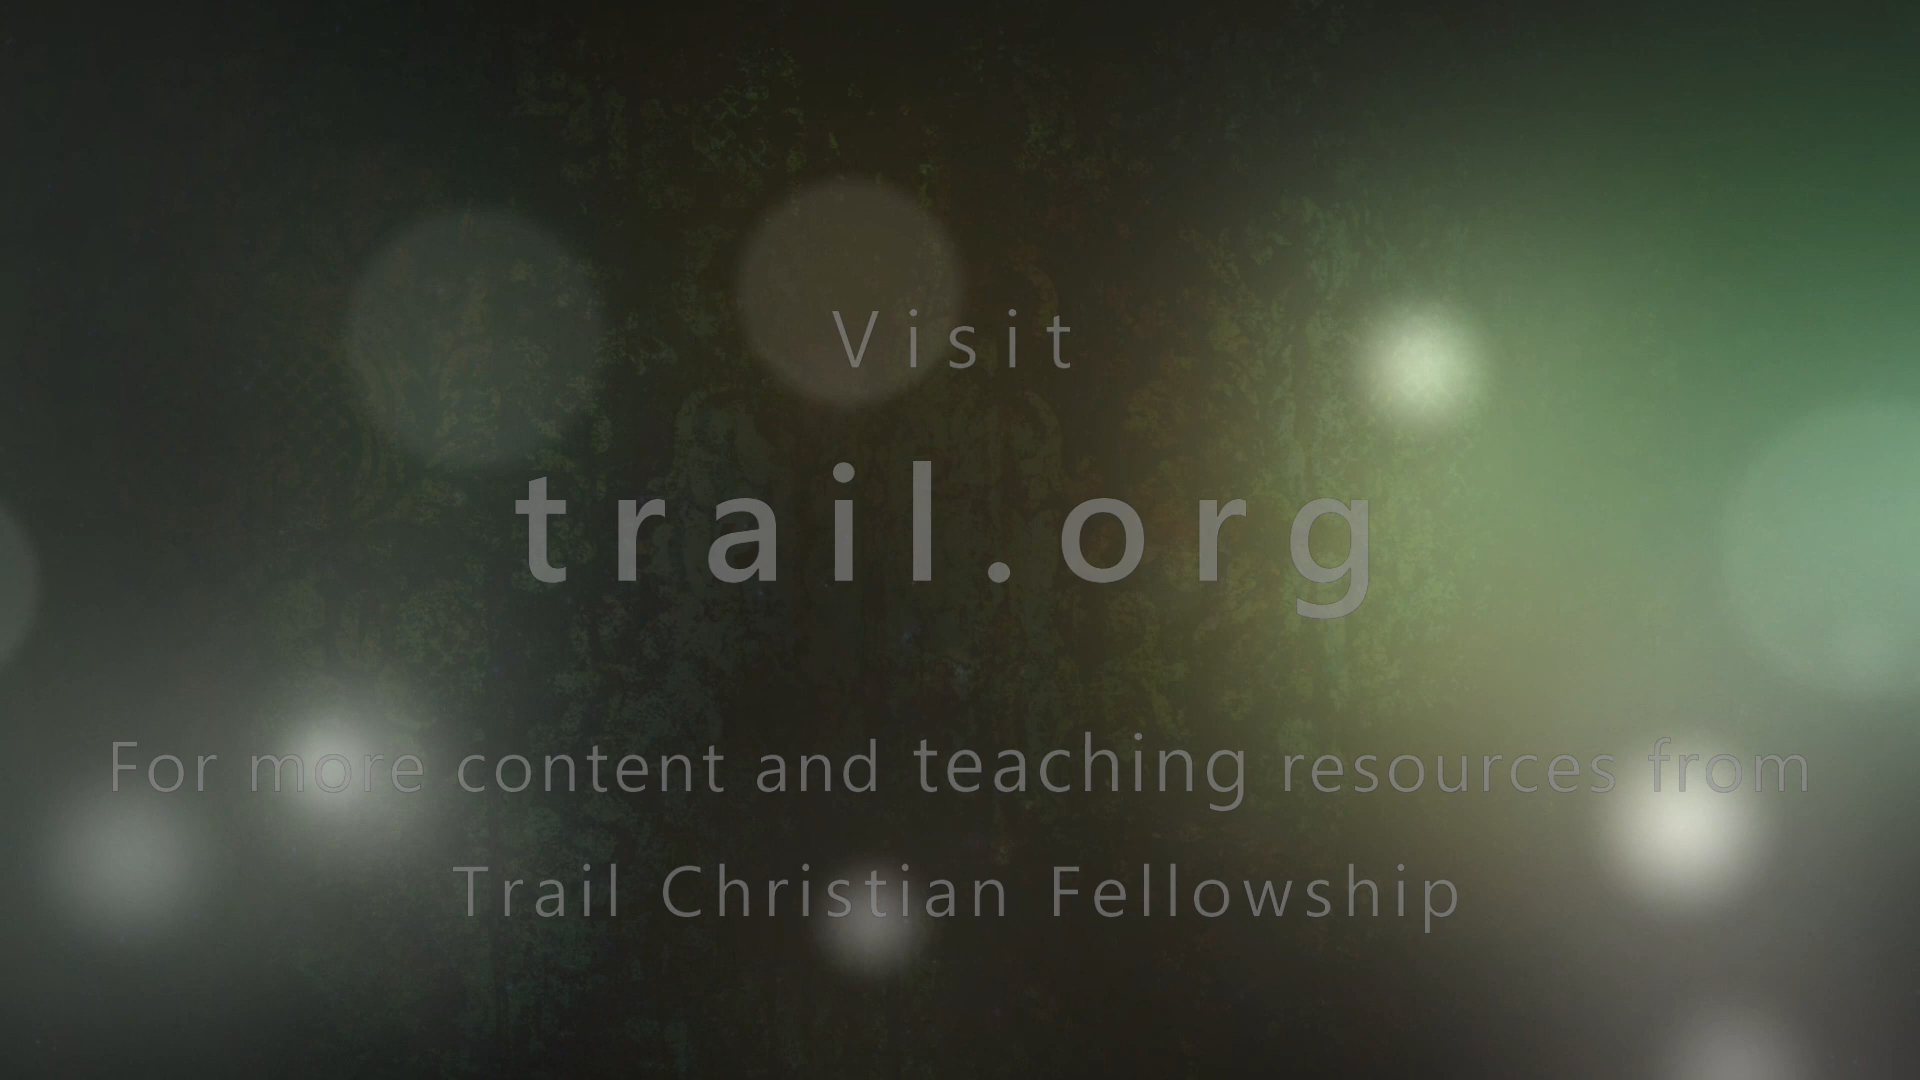 Visit
trail.org
For more content and teaching resources from
Trail Christian Fellowship